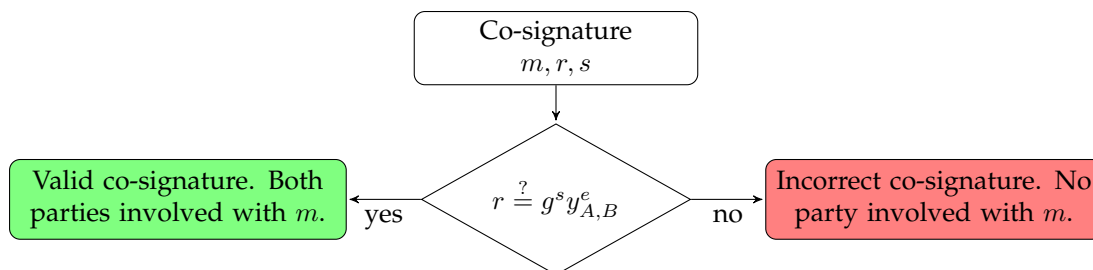 Co-signature
m, r, s
Valid co-signature. Both
parties involved with m.
yes
r ≟ g^s y^e_{A,B}
no
Incorrect co-signature. No
party involved with m.